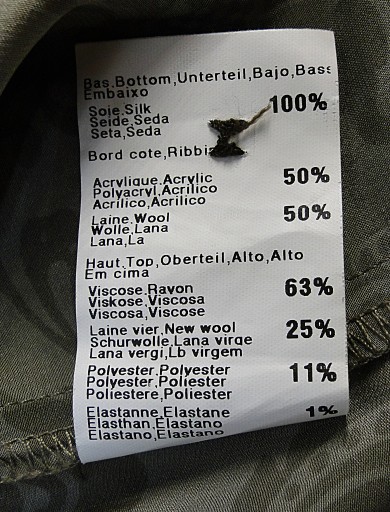 Bas,Bottom,Unterteil,Bajo,Bass
Embaixo
Soie,Silk 100%
Seide,Seda
Seta,Seda
Bord cote,Ribbi
Acrylique,Acrylic 50%
Polyacryl,Acrilico
Acrilico,Acrilico
Laine,Wool 50%
Wolle,Lana
Lana,La
Haut,Top,Oberteil,Alto,Alto
Em cima
Viscose,Rayon 63%
Viskose,Viscosa
Viscosa,Viscose
Laine vier,New wool 25%
Schurwolle,Lana virge
Lana vergi,Lb virgem
Polyester,Polyester 11%
Polyester,Poliester
Poliestere,Poliester
Elastanne,Elastane 1%
Elasthan,Elastano
Elastano,Elastano